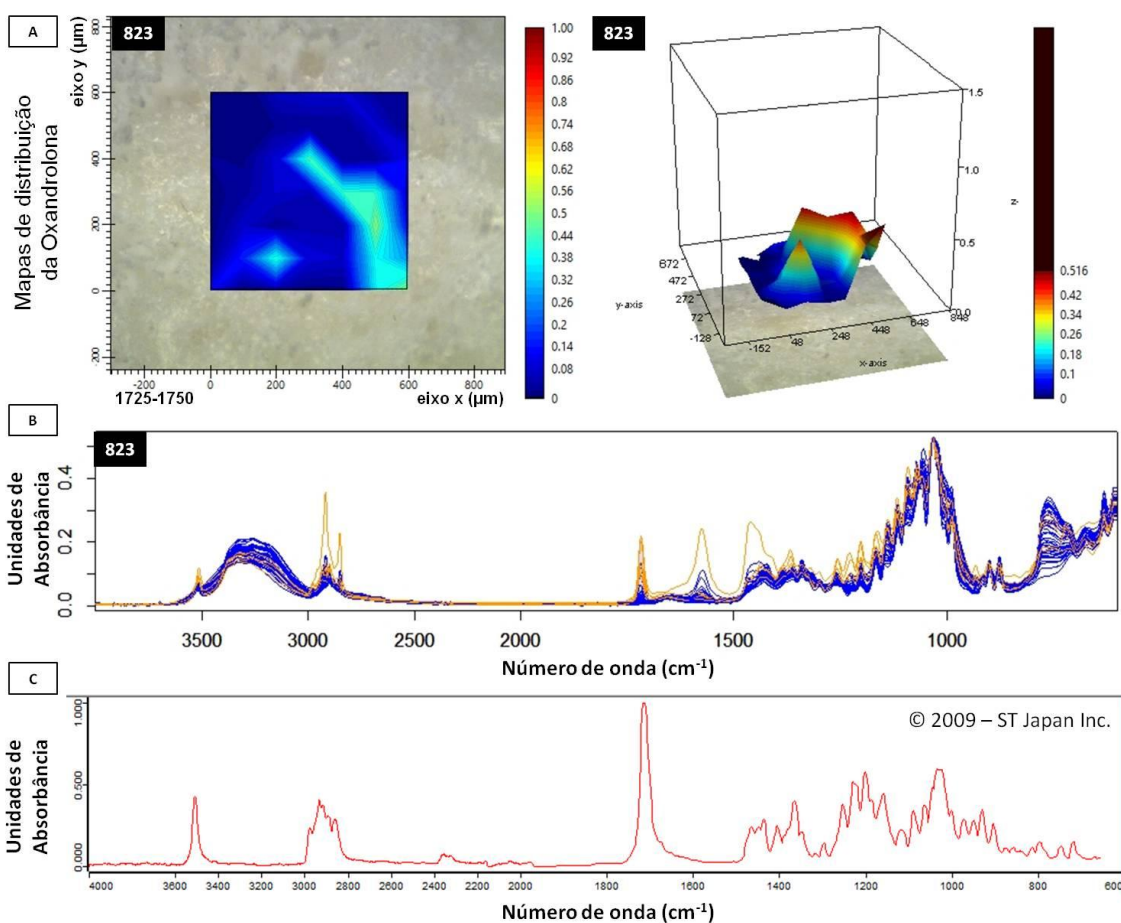 A
Mapas de distribuição
da Oxandrolona
823
eixo y (µm)
800
600
400
200
0
-200
-200 0 200 400 600 800
1725-1750
eixo x (µm)
1.00
0.92
0.84
0.74
0.68
0.60
0.52
0.44
0.38
0.32
0.26
0.2
0.14
0.08
0
823
1.5
1.0
z-
0.5
0.0
672
472
272
72
-128
y-axis
-152 48 248 448 648 848
x-axis
0.516
0.42
0.34
0.26
0.18
0.1
0
B
823
Unidades de
Absorbância
0.4
0.2
0.0
3500 3000 2500 2000 1500 1000
Número de onda (cm⁻¹)
C
© 2009 – ST Japan Inc.
Unidades de
Absorbância
1.000
0.500
0.000
4000 3800 3600 3400 3200 3000 2800 2600 2400 2200 2000 1800 1600 1400 1200 1000 800 600
Número de onda (cm⁻¹)